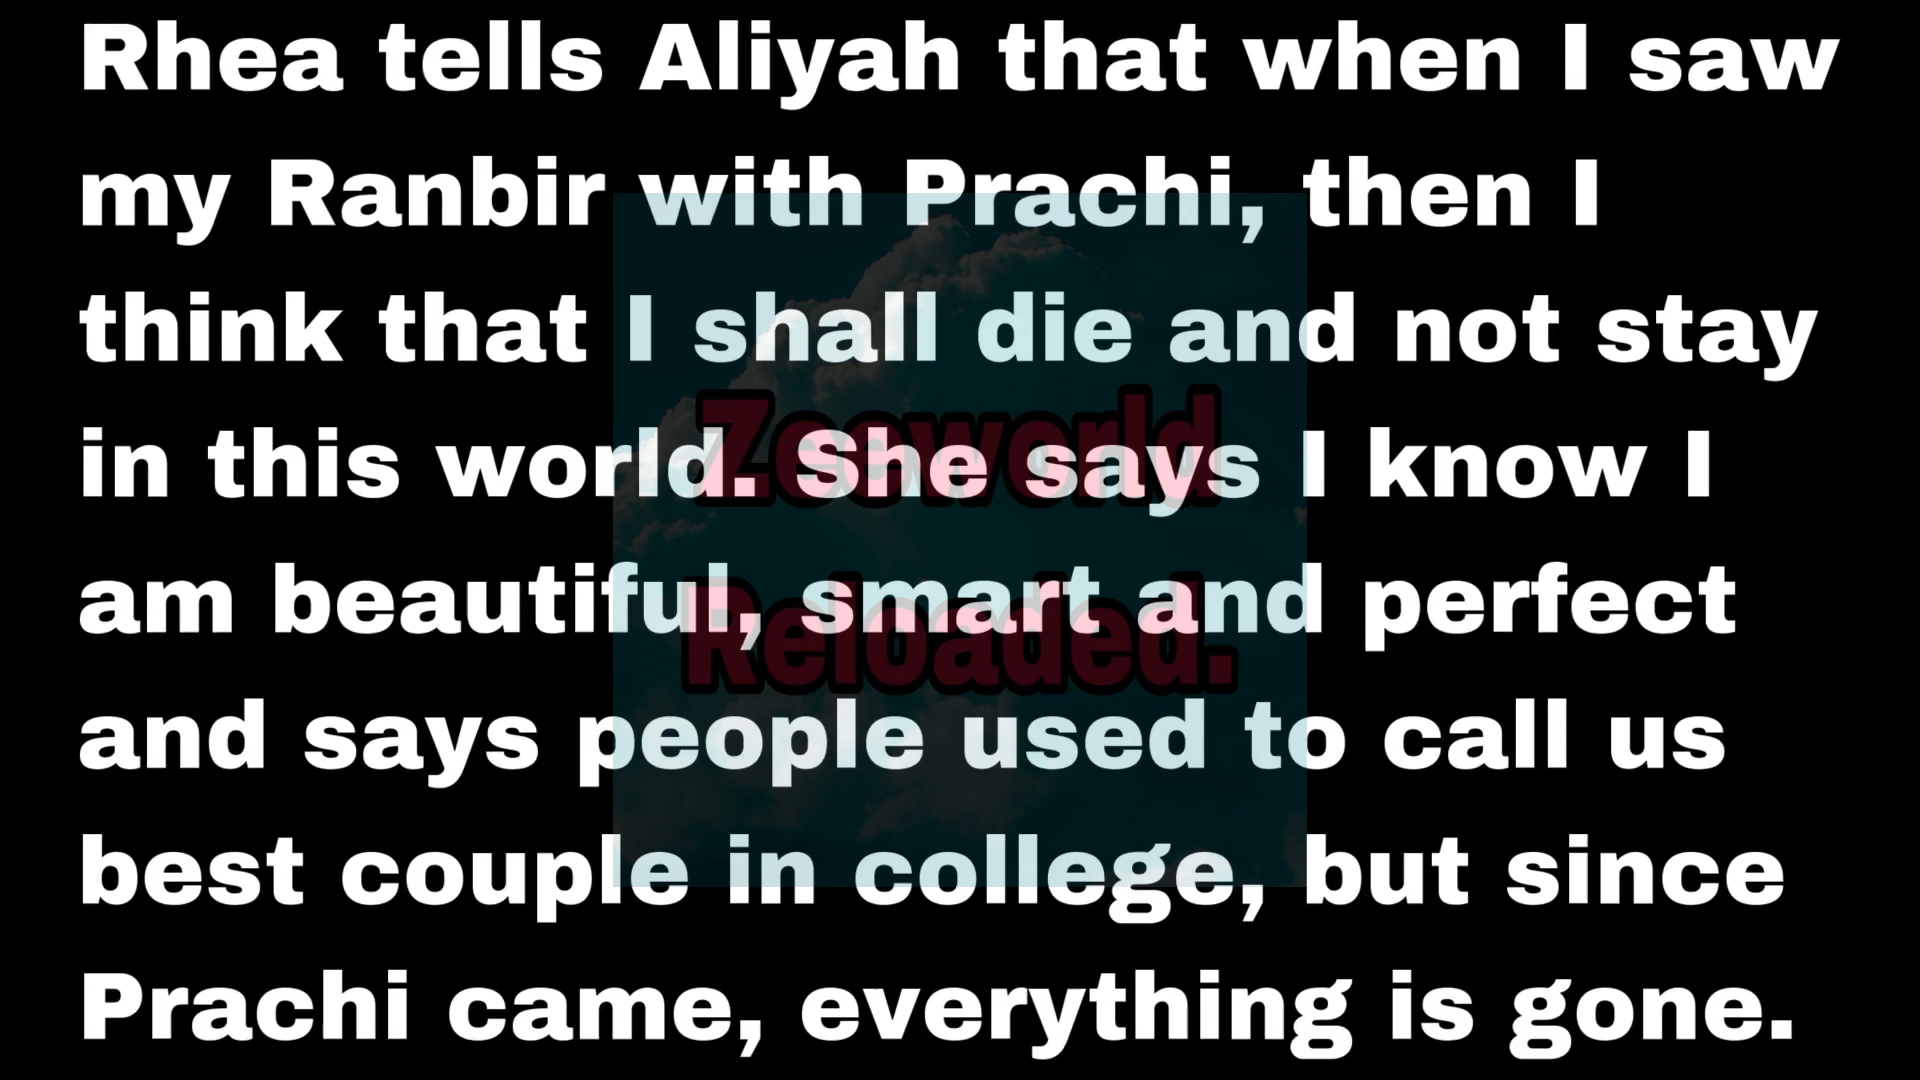 Rhea tells Aliyah that when I saw
my Ranbir with Prachi, then I
think that I shall die and not stay
in this world. She says I know I
am beautiful, smart and perfect
and says people used to call us
best couple in college, but since
Prachi came, everything is gone.
Zeeworld
Reloaded.